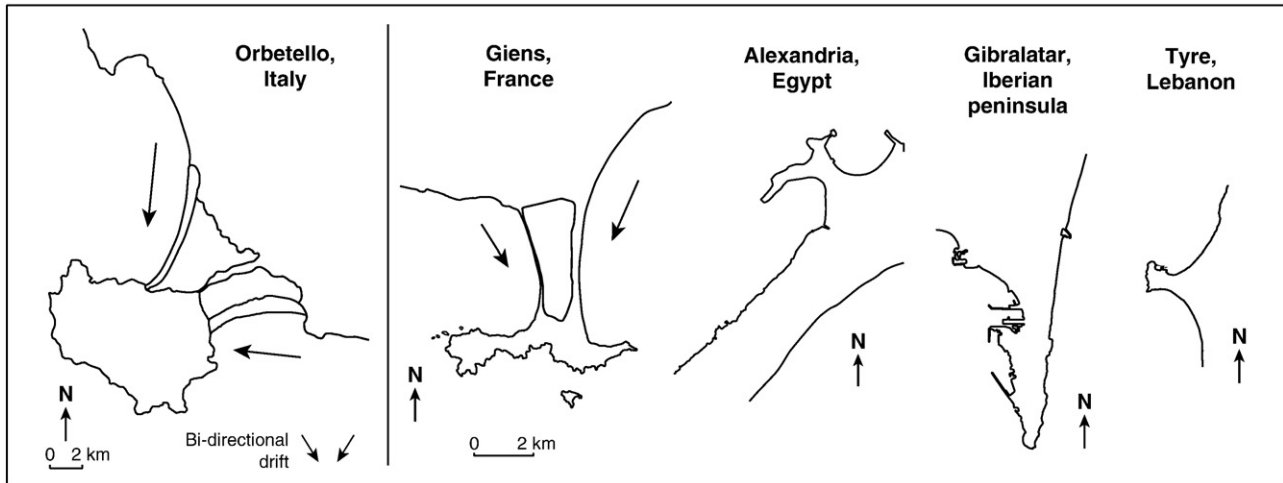 Orbetello,
Italy
Giens,
France
Alexandria,
Egypt
Gibralatar,
Iberian
peninsula
Tyre,
Lebanon
N
0 2 km
Bi-directional
drift
N
0 2 km
N
N
N